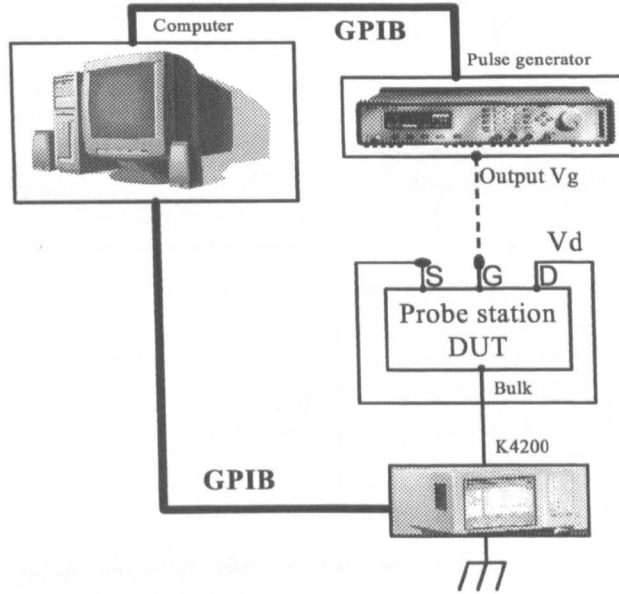 Computer
GPIB
Pulse generator
Output Vg
Vd
S G D
Probe station
DUT
Bulk
K4200
GPIB